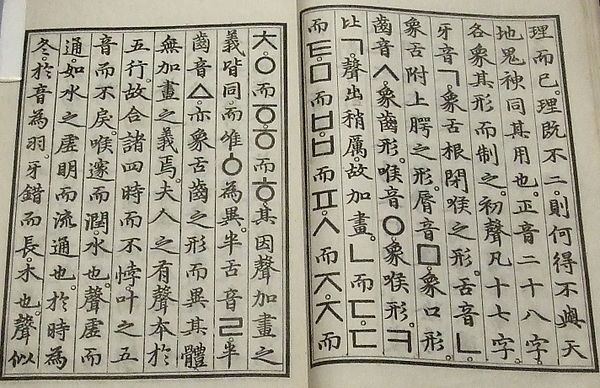 理而已。理既不二。則何得不與天
地鬼神同其用也。正音二十八字。
各象其形而制之。初聲凡十七字。
牙音ㄱ。象舌根閉喉之形。舌音ㄴ。
象舌附上腭之形。脣音ㅁ。象口形。
齒音ㅅ。象齒形。喉音ㅇ。象喉形。ㅋ
比ㄱ。聲出稍厲。故加畫。ㄴ而ㄷ。ㄷ
而ㅌ。ㅁ而ㅂ。ㅂ而ㅍ。ㅅ而ㅈ。ㅈ而
ㅊ。ㅇ而ㆆ。ㆆ而ㅎ。其因聲加畫之
義皆同。而唯ㆁ為異。半舌音ㄹ。半
齒音ㅿ。亦象舌齒之形而異其體。
無加畫之義焉。夫人之有聲本於
五行。故合諸四時而不悖。叶之五
音而不戾。喉邃而潤。水也。聲虛而
通。如水之虛明而流通也。於時為
冬。於音為羽。牙錯而長。木也。聲似